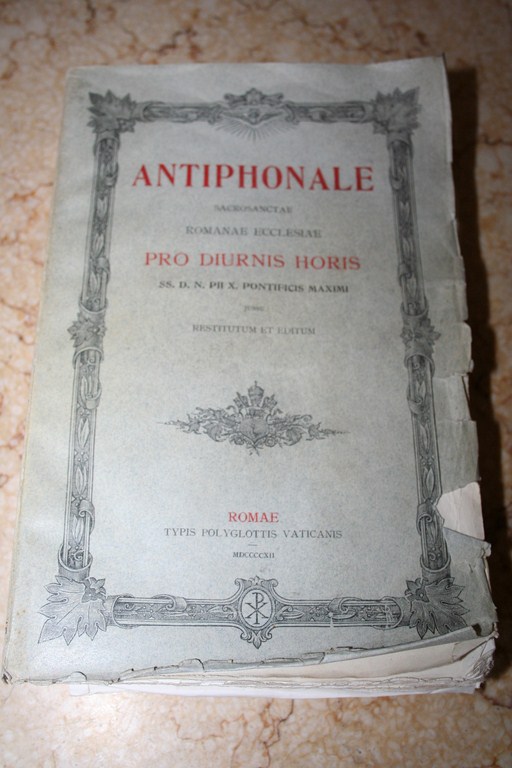 ANTIPHONALE
SACROSANCTAE
ROMANAE ECCLESIAE
PRO DIURNIS HORIS
SS. D. N. PII X. PONTIFICIS MAXIMI
JUSSU
RESTITUTUM ET EDITUM
ROMAE
TYPIS POLYGLOTTIS VATICANIS
MDCCCCXII